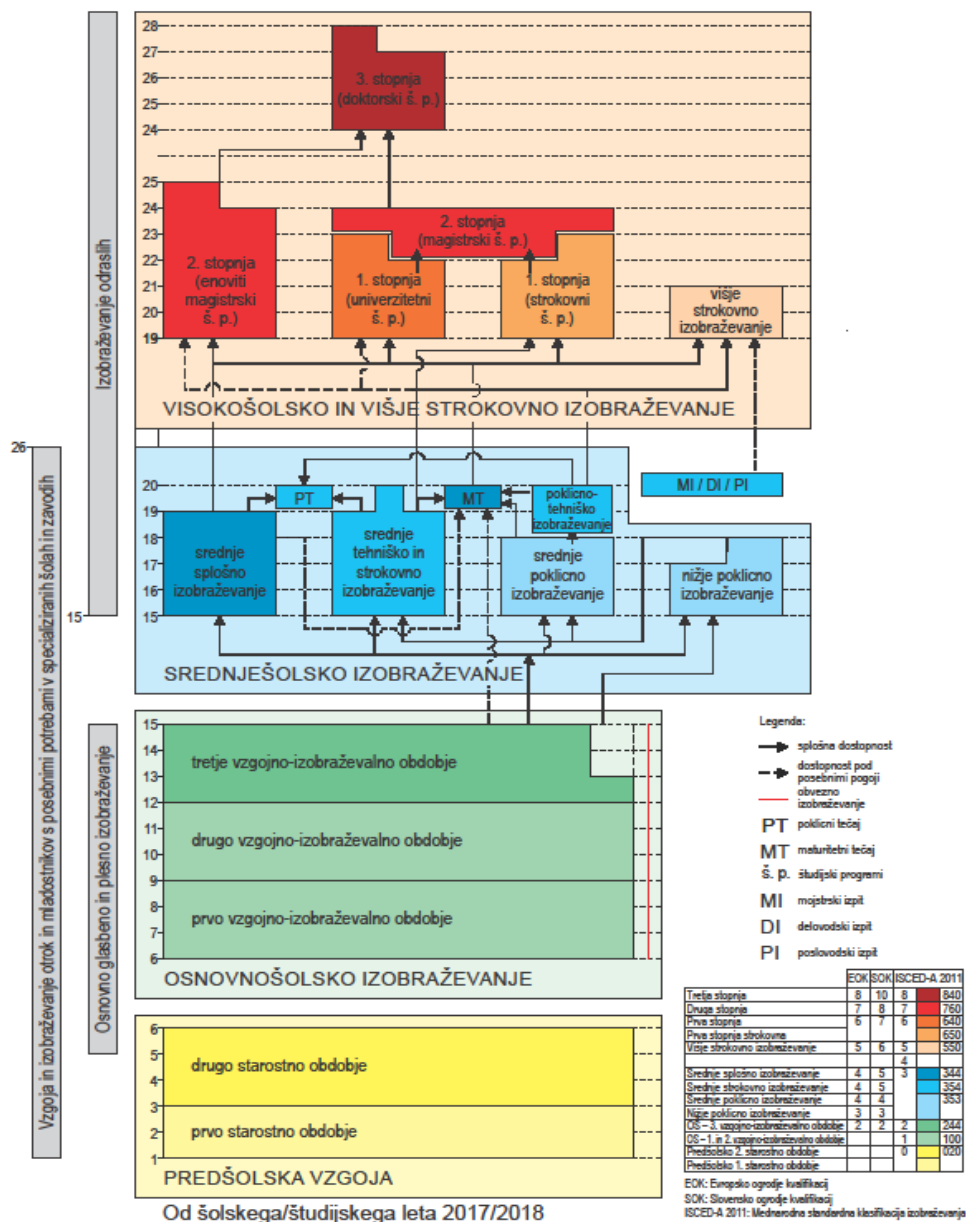 28
27
26
25
24
25
24
23
22
21
20
19
3. stopnja
(doktorski š. p.)
2. stopnja
(enoviti
magistrski
š. p.)
2. stopnja
(magistrski š. p.)
1. stopnja
(univerzitetni
š. p.)
1. stopnja
(strokovni
š. p.)
višje
strokovno
izobraževanje
VISOKOŠOLSKO IN VIŠJE STROKOVNO IZOBRAŽEVANJE
Izobraževanje odraslih
26
15
Vzgoja in izobraževanje otrok in mladostnikov s posebnimi potrebami v specializiranih šolah in zavodih
20
19
18
17
16
15
PT
MT
poklicno-
tehniško
izobraževanje
MI / DI / PI
srednje
splošno
izobraževanje
srednje
tehniško in
strokovno
izobraževanje
srednje
poklicno
izobraževanje
nižje poklicno
izobraževanje
SREDNJEŠOLSKO IZOBRAŽEVANJE
Osnovno glasbeno in plesno izobraževanje
15
14
13
12
11
10
9
8
7
6
tretje vzgojno-izobraževalno obdobje
drugo vzgojno-izobraževalno obdobje
prvo vzgojno-izobraževalno obdobje
OSNOVNOŠOLSKO IZOBRAŽEVANJE
6
5
4
3
2
1
drugo starostno obdobje
prvo starostno obdobje
PREDŠOLSKA VZGOJA
Od šolskega/študijskega leta 2017/2018
Legenda:
splošna dostopnost
dostopnost pod
posebnimi pogoji
obvezno
izobraževanje
PT poklicni tečaj
MT maturitetni tečaj
š. p. študijski programi
MI mojstrski izpit
DI delovodski izpit
PI poslovodski izpit
EOK SOK ISCED-A 2011
Tretja stopnja 8 10 8 840
Druga stopnja 7 8 7 760
Prva stopnja 6 7 6 640
Prva stopnja strokovna 650
Višje strokovno izobraževanje 5 6 5 550
4
Srednje splošno izobraževanje 4 5 3 344
Srednje strokovno izobraževanje 4 5 354
Srednje poklicno izobraževanje 4 4 353
Nižje poklicno izobraževanje 3 3
OŠ – 3. vzgojno-izobraževalno obdobje 2 2 2 244
OŠ – 1. in 2. vzgojno-izobraževalno obdobje 1 100
Predšolsko 2. starostno obdobje 0 020
Predšolsko 1. starostno obdobje
EOK: Evropsko ogrodje kvalifikacij
SOK: Slovensko ogrodje kvalifikacij
ISCED-A 2011: Mednarodna standardna klasifikacija izobraževanja